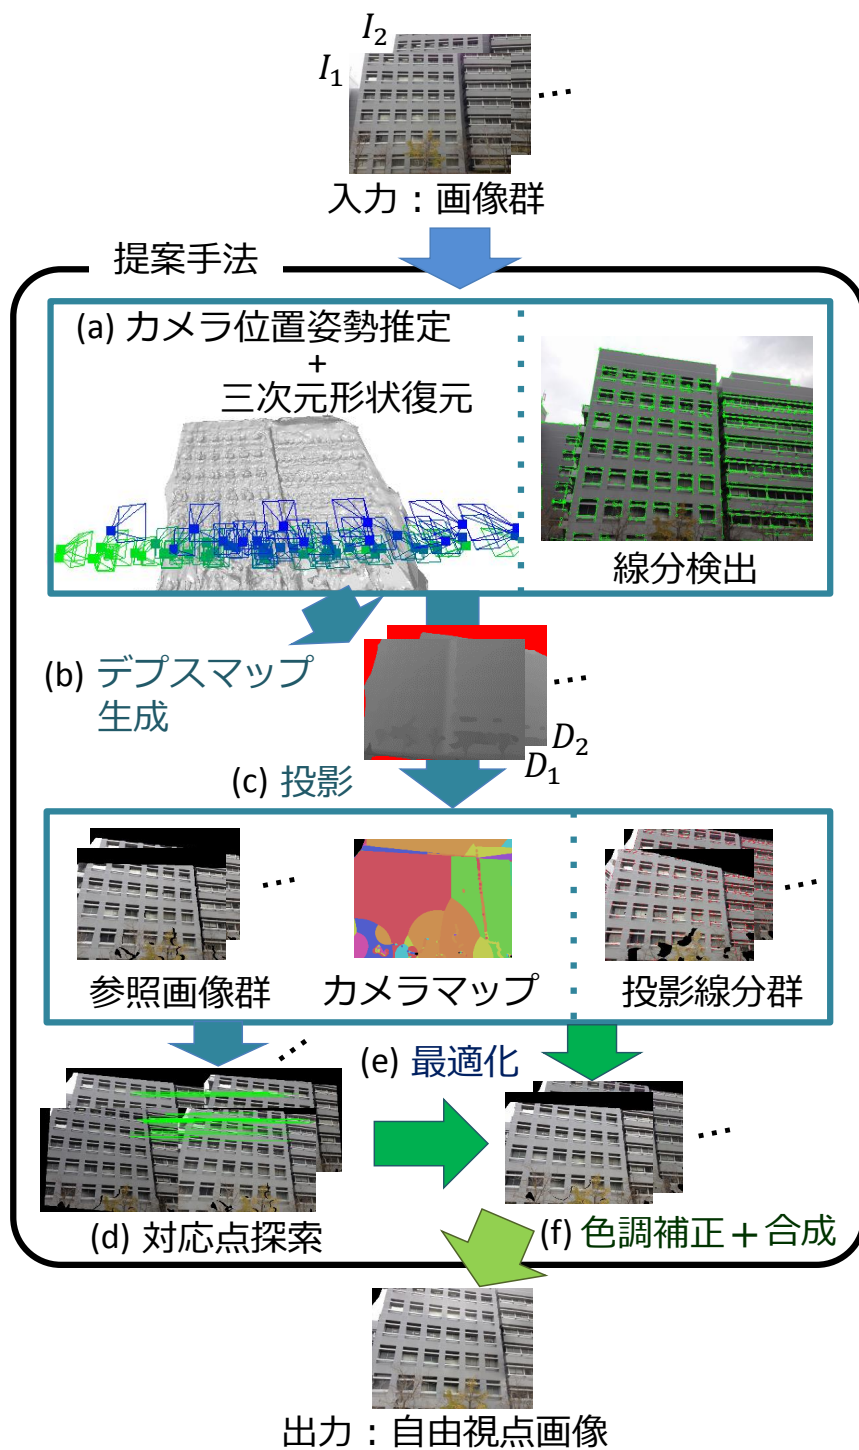 I₂
I₁
...
入力：画像群
提案手法
(a) カメラ位置姿勢推定
+
三次元形状復元
線分検出
(b) デプスマップ
生成
...
D₂
D₁
(c) 投影
...
...
参照画像群
カメラマップ
投影線分群
...
(e) 最適化
...
(d) 対応点探索
(f) 色調補正＋合成
出力：自由視点画像